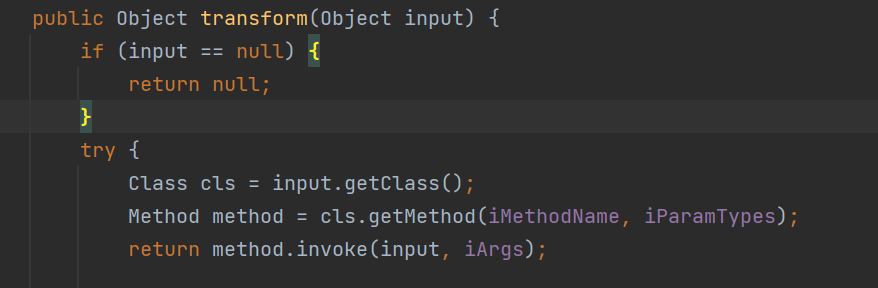 public Object transform(Object input) {
    if (input == null) {
        return null;
    }
    try {
        Class cls = input.getClass();
        Method method = cls.getMethod(iMethodName, iParamTypes);
        return method.invoke(input, iArgs);